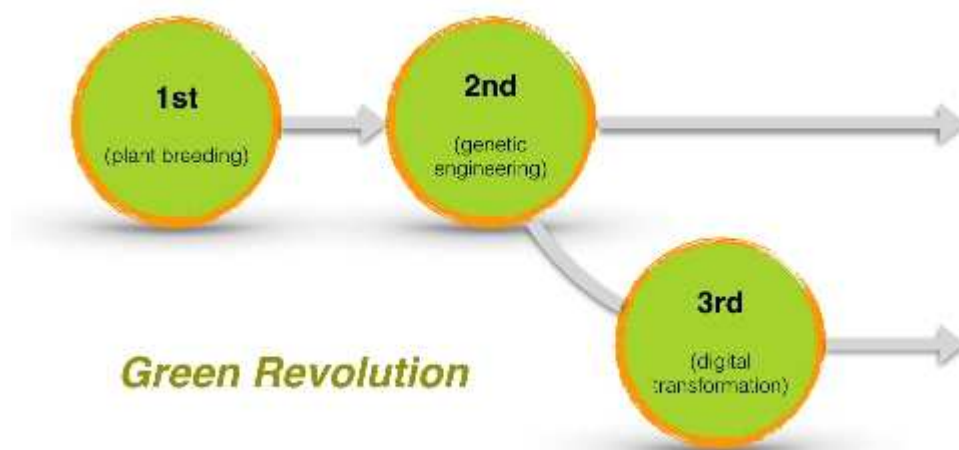 1st
(plant breeding)
2nd
(genetic
engineering)
3rd
(digital
transformation)
Green Revolution